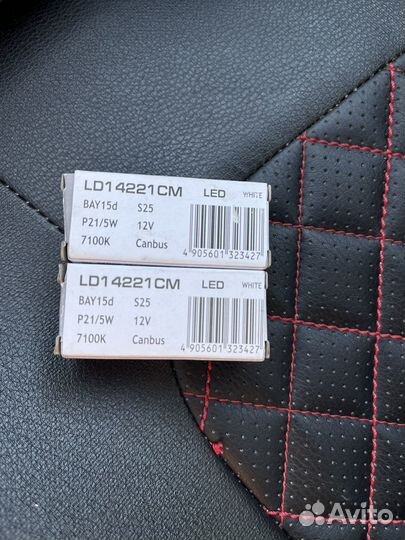 LD14221CM LED WHITE
BAY15d S25
P21/5W 12V
7100K Canbus 4 905601 323427
LD14221CM LED WHITE
BAY15d S25
P21/5W 12V
7100K Canbus 4 905601 323427
Avito